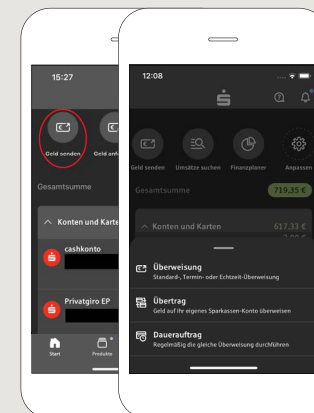 15:27
Geld senden
Geld anf
Gesamtsumme
Konten und Karte
cashkonto
Privatgiro EP
Start
Produkte
12:08
Geld senden
Umsätze suchen
Finanzplaner
Anpassen
Gesamtsumme
719,35 €
Konten und Karten
617,33 €
Überweisung
Standard-, Termin- oder Echtzeit-Überweisung
Übertrag
Geld auf Ihr eigenes Sparkassen-Konto überweisen
Dauerauftrag
Regelmäßig die gleiche Überweisung durchführen